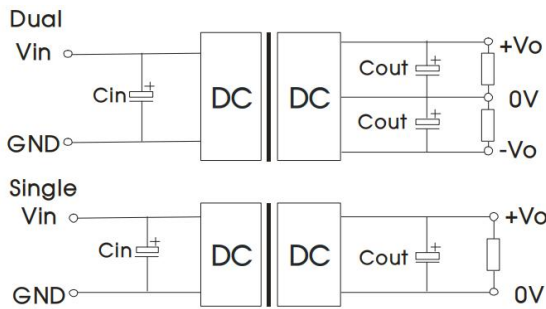 Dual
Vin
Cin
+
GND
DC
DC
Cout
+
Cout
+
+Vo
0V
-Vo
Single
Vin
Cin
+
GND
DC
DC
Cout
+
+Vo
0V